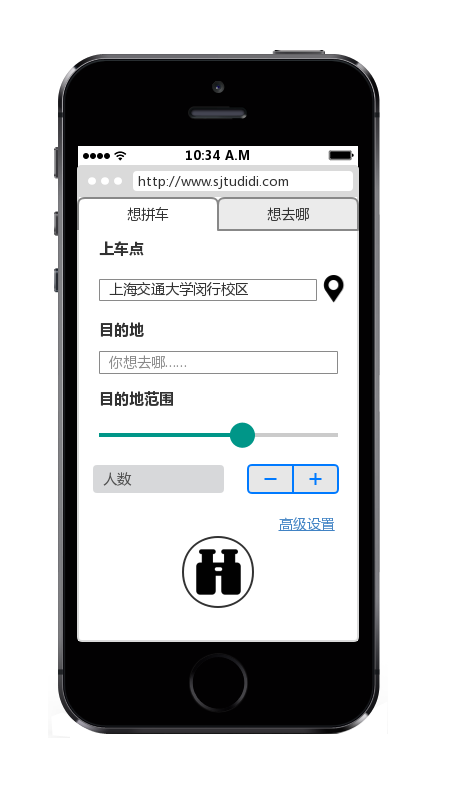 10:34 A.M
http://www.sjtudidi.com
想拼车
想去哪
上车点
上海交通大学闵行校区
目的地
你想去哪……
目的地范围
人数
高级设置